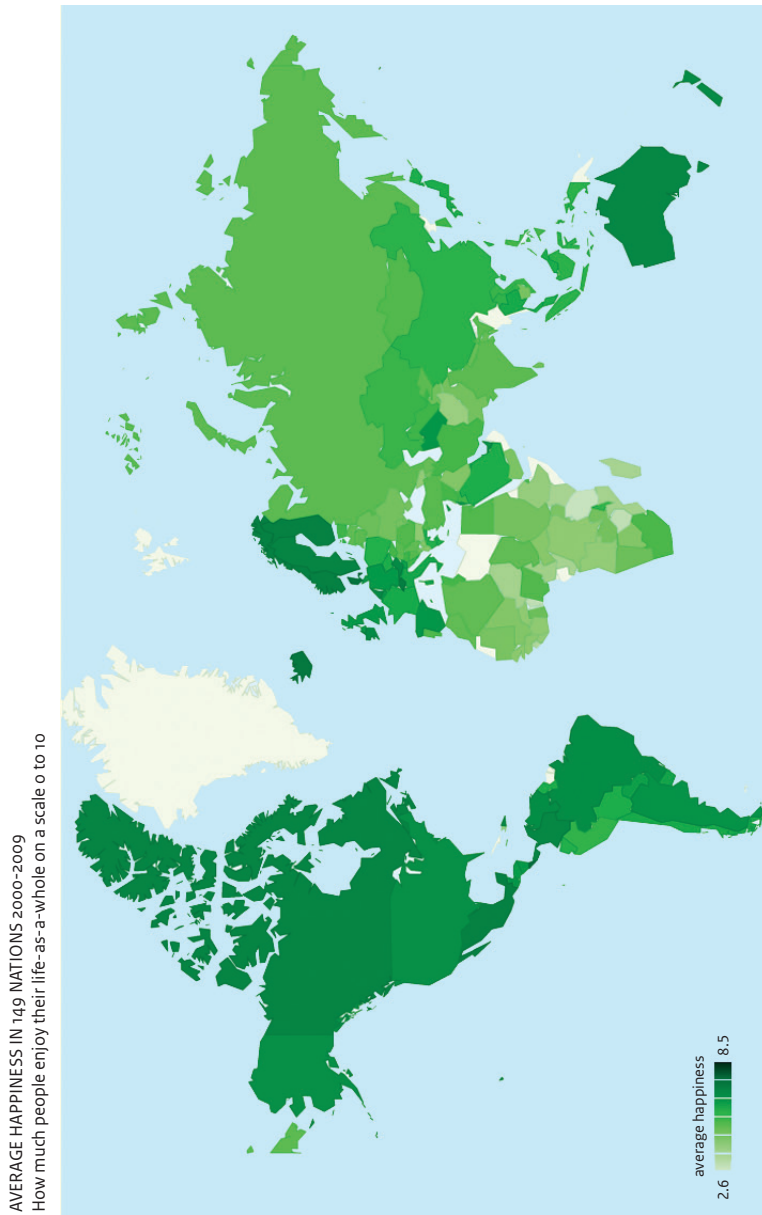 AVERAGE HAPPINESS IN 149 NATIONS 2000-2009
How much people enjoy their life-as-a-whole on a scale 0 to 10
average happiness
2.6 8.5